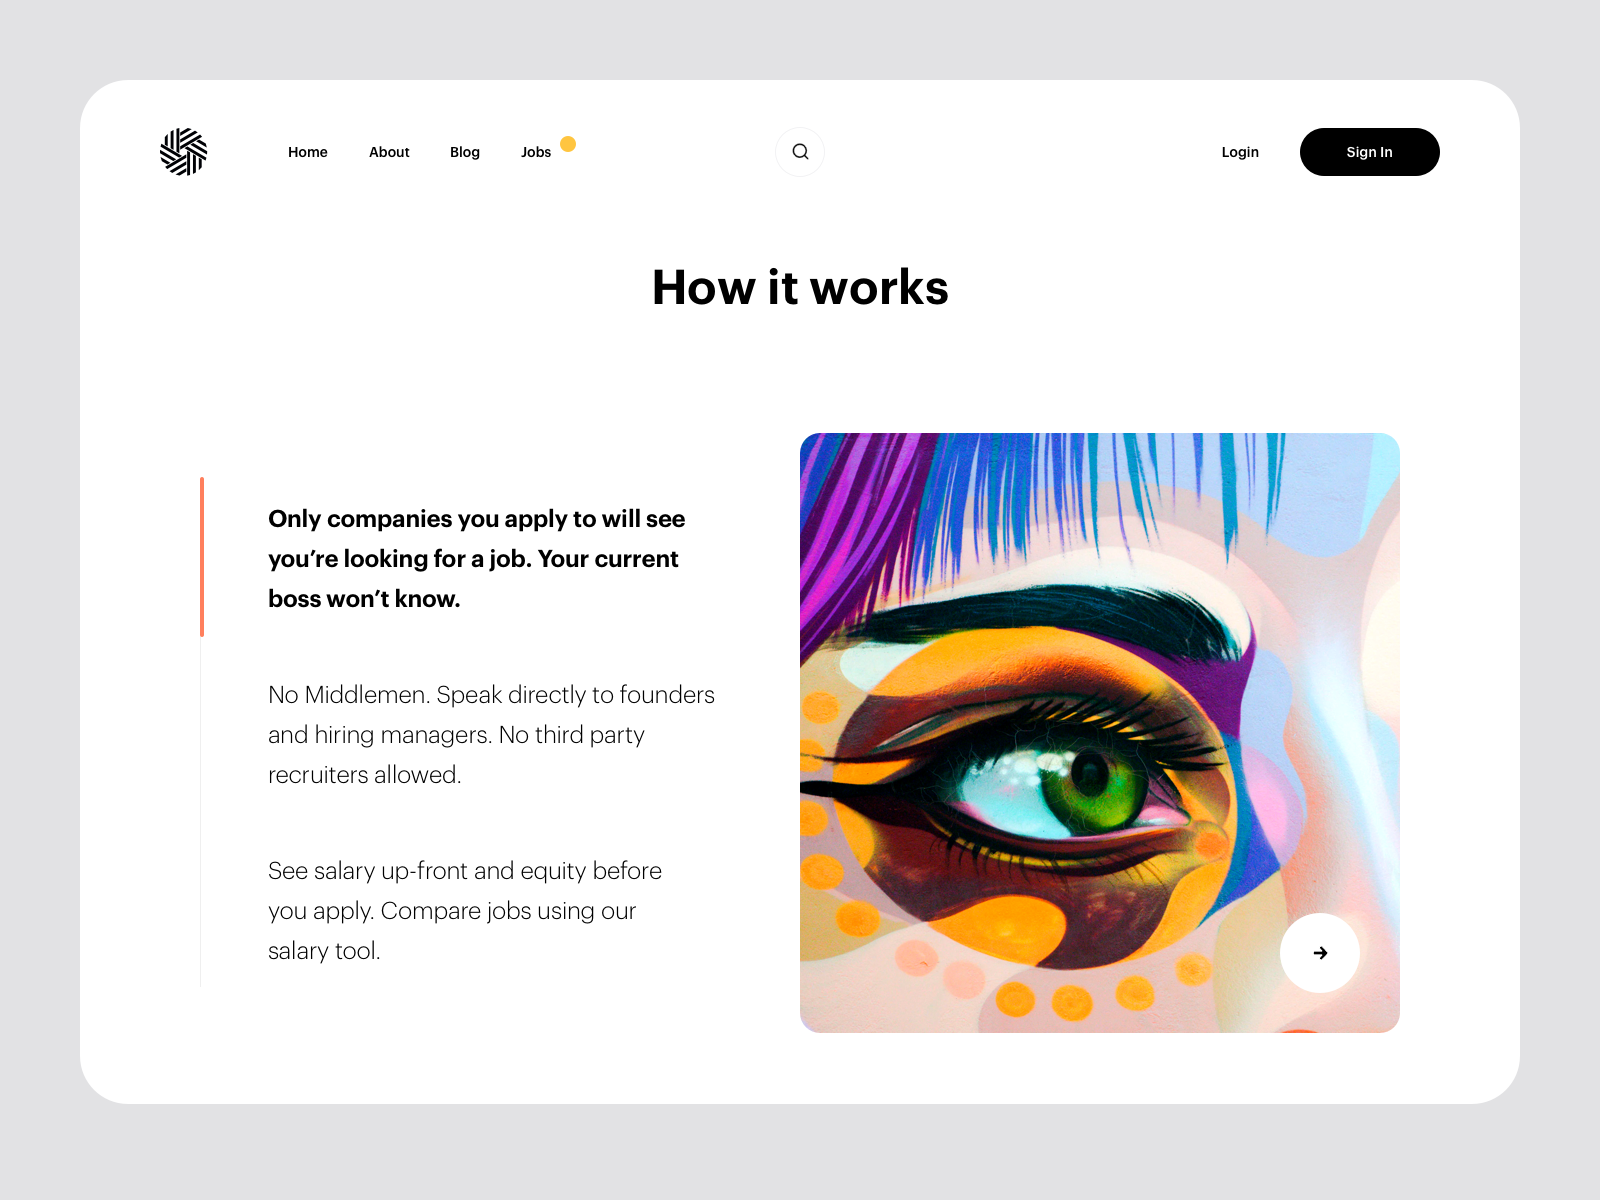 Home About Blog Jobs Login Sign In
How it works
Only companies you apply to will see
you’re looking for a job. Your current
boss won’t know.
No Middlemen. Speak directly to founders
and hiring managers. No third party
recruiters allowed.
See salary up-front and equity before
you apply. Compare jobs using our
salary tool.